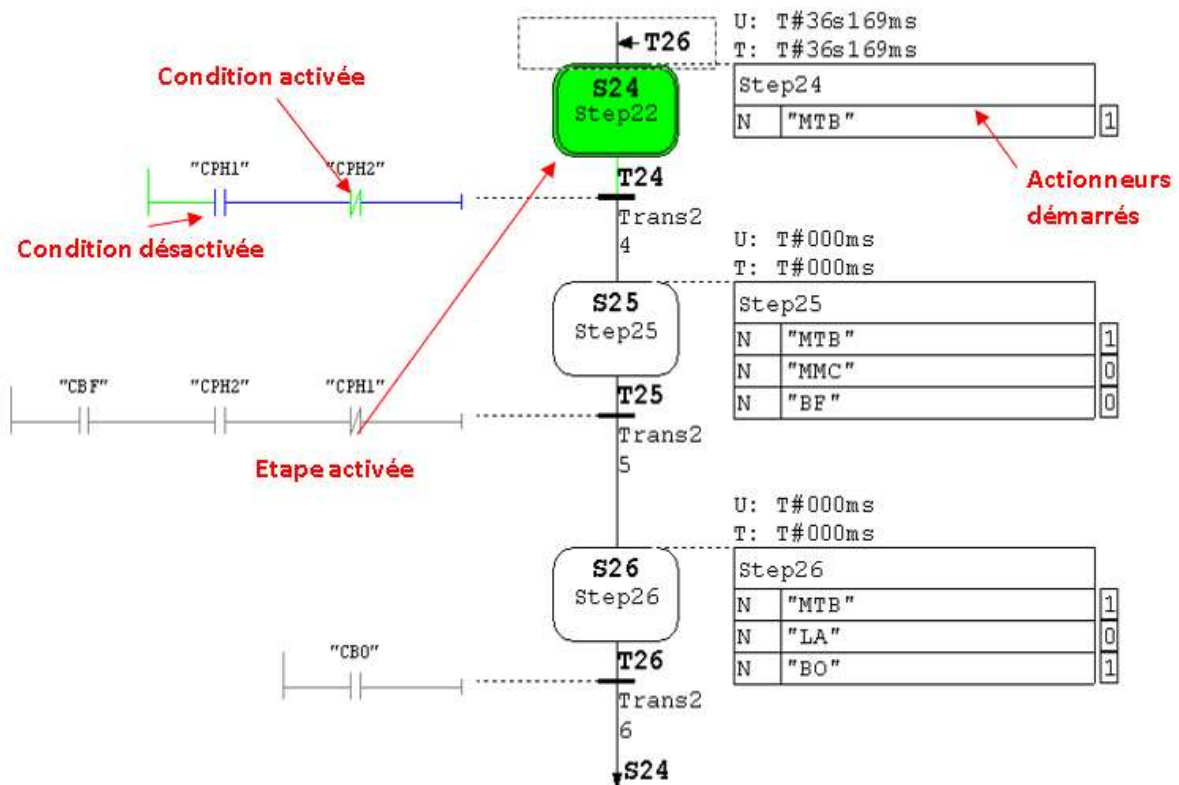 U: T#36s169ms
T: T#36s169ms
T26
Condition activée
S24
Step22
Step24
N "MTB" 1
"CPH1" "CPH2"
T24
Trans2
4
Actionneurs
démarrés
Condition désactivée
U: T#000ms
T: T#000ms
S25
Step25
Step25
N "MTB" 1
N "MMC" 0
N "BF" 0
"CBF" "CPH2" "CPH1"
T25
Trans2
5
Etape activée
U: T#000ms
T: T#000ms
S26
Step26
Step26
N "MTB" 1
N "LA" 0
N "BO" 1
"CBO"
T26
Trans2
6
S24